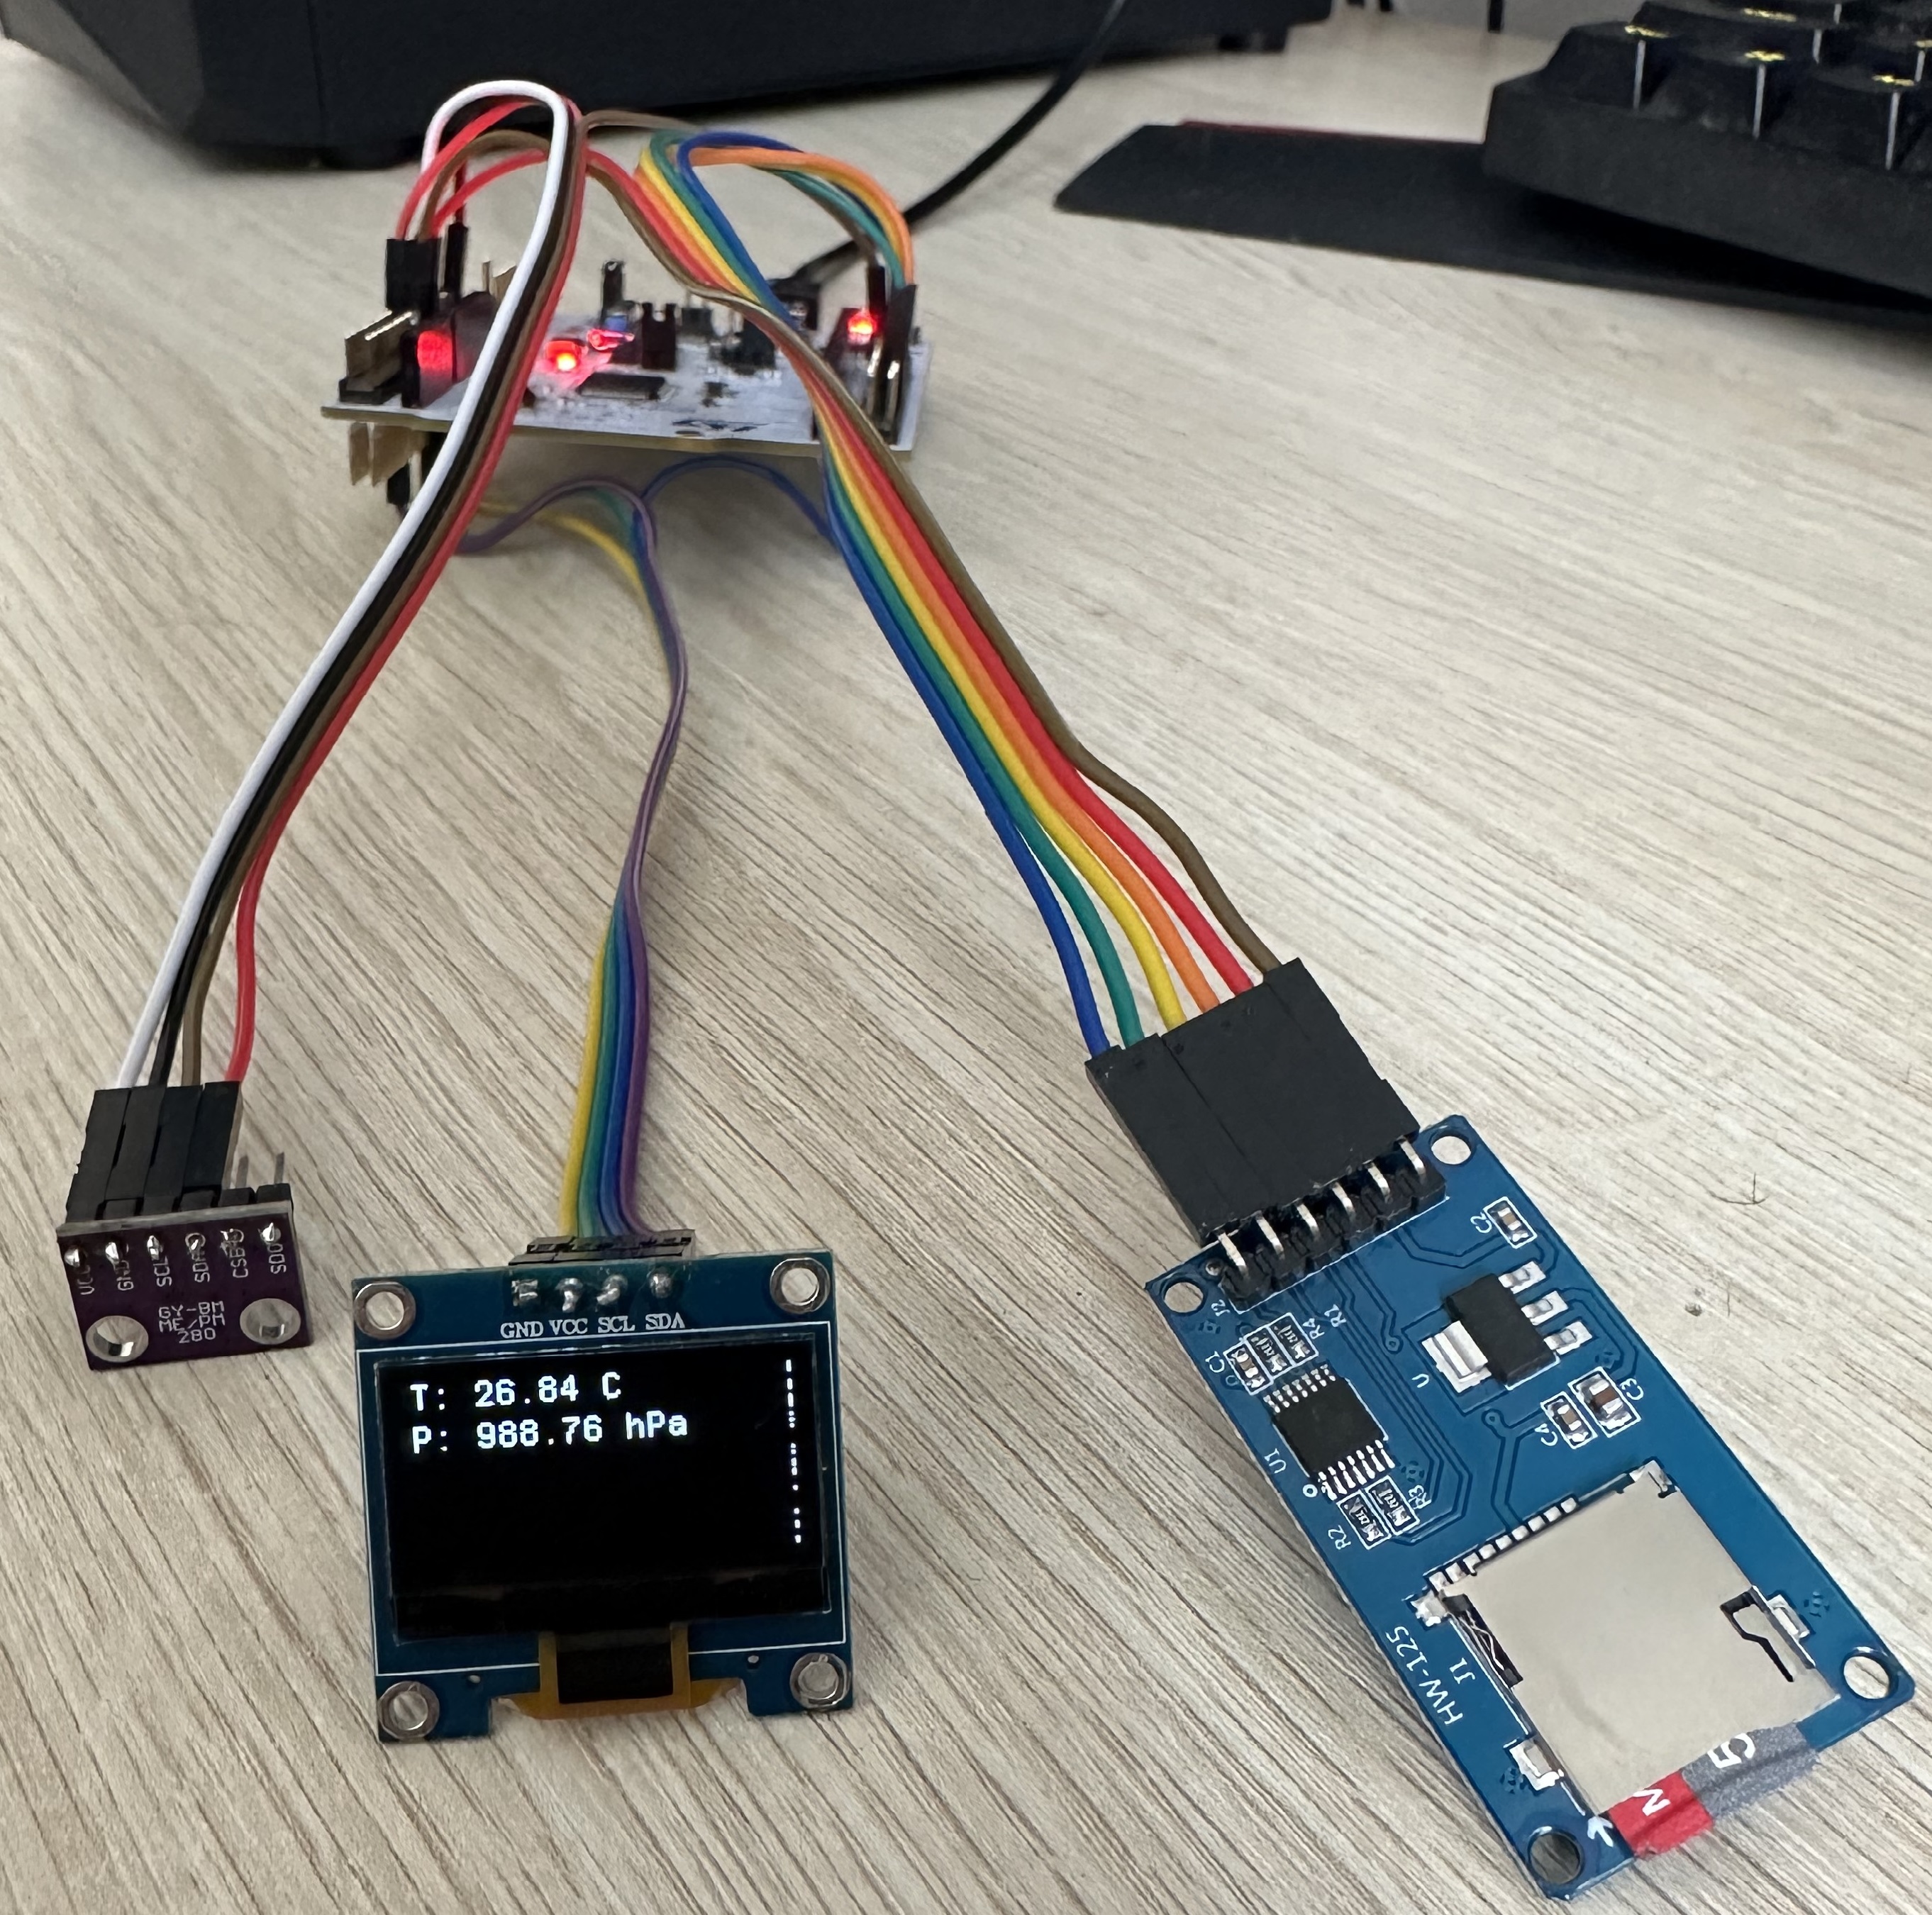 VCC
GND
SCL
SDA
CSB
SDO
GY-BM
ME/PM
280
GND VCC SCL SDA
T: 26.84 C
P: 988.76 hPa
J2
C2
R1
R4
C1
U
C3
C4
U1
R3
R2
HW-125
J1